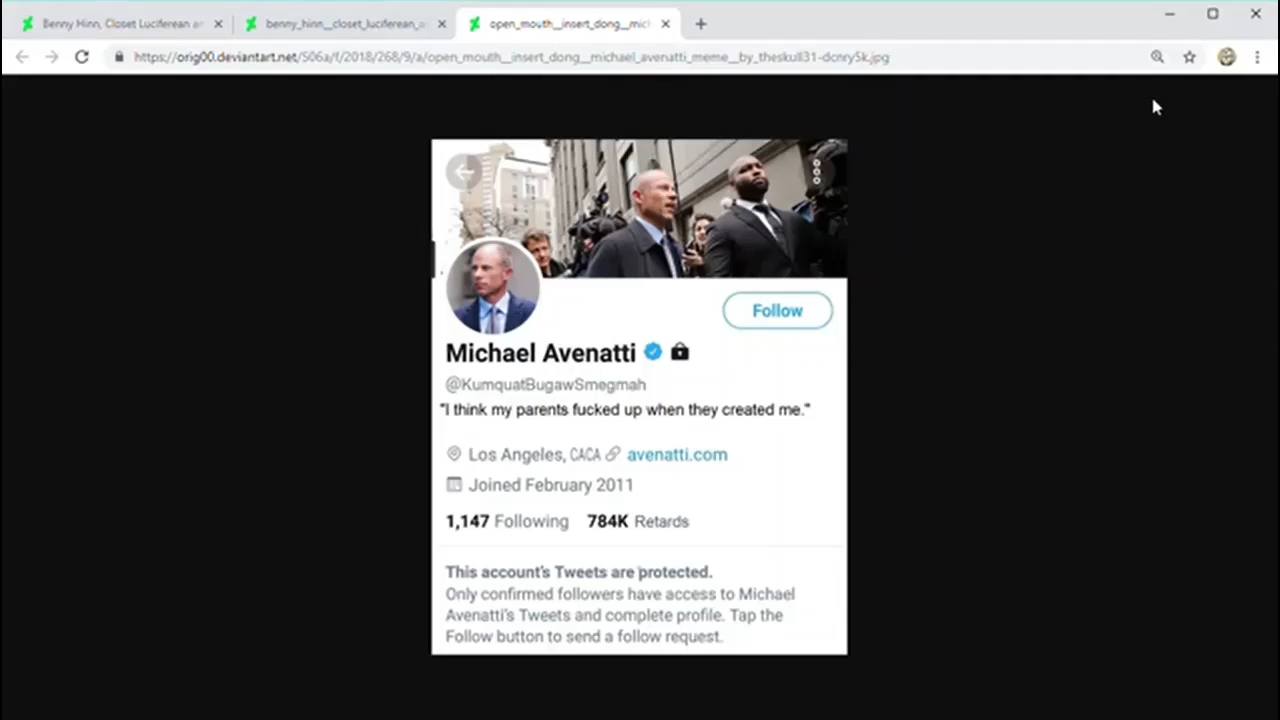 Benny Hinn, Closet Luciferean an
benny_hinn__closet_luciferean_a
open_mouth__insert_dong__mich
https://orig00.deviantart.net/506a/f/2018/268/9/a/open_mouth__insert_dong__michael_avenatti_meme__by_theskull31-dcnry5k.jpg
Follow
Michael Avenatti
@KumquatBugawSmegmah
"I think my parents fucked up when they created me."
Los Angeles, CACA avenatti.com
Joined February 2011
1,147 Following 784K Retards
This account's Tweets are protected.
Only confirmed followers have access to Michael
Avenatti's Tweets and complete profile. Tap the
Follow button to send a follow request.